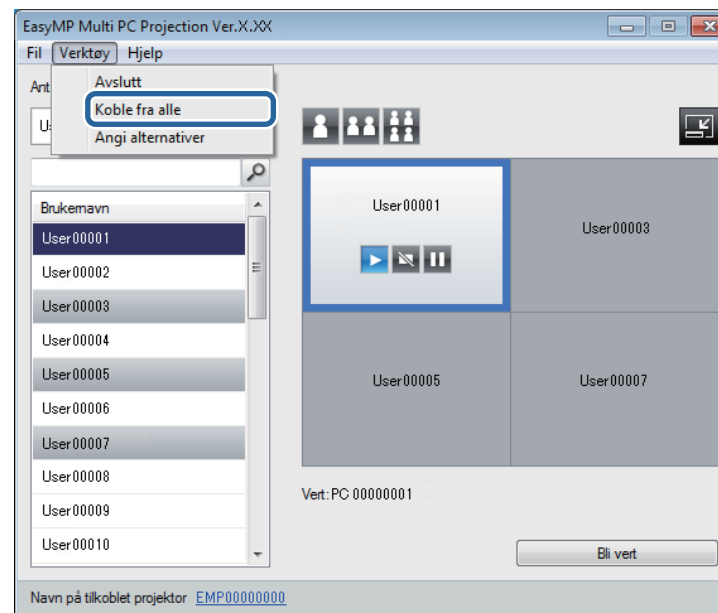 EasyMP Multi PC Projection Ver.X.XX
Fil Verktøy Hjelp
Avslutt
Koble fra alle
Angi alternativer
Ant
U
Brukernavn
User00001
User00002
User00003
User00004
User00005
User00006
User00007
User00008
User00009
User00010
User00001
User00003
User00005
User00007
Vert: PC 00000001
Bli vert
Navn på tilkoblet projektor EMP00000000